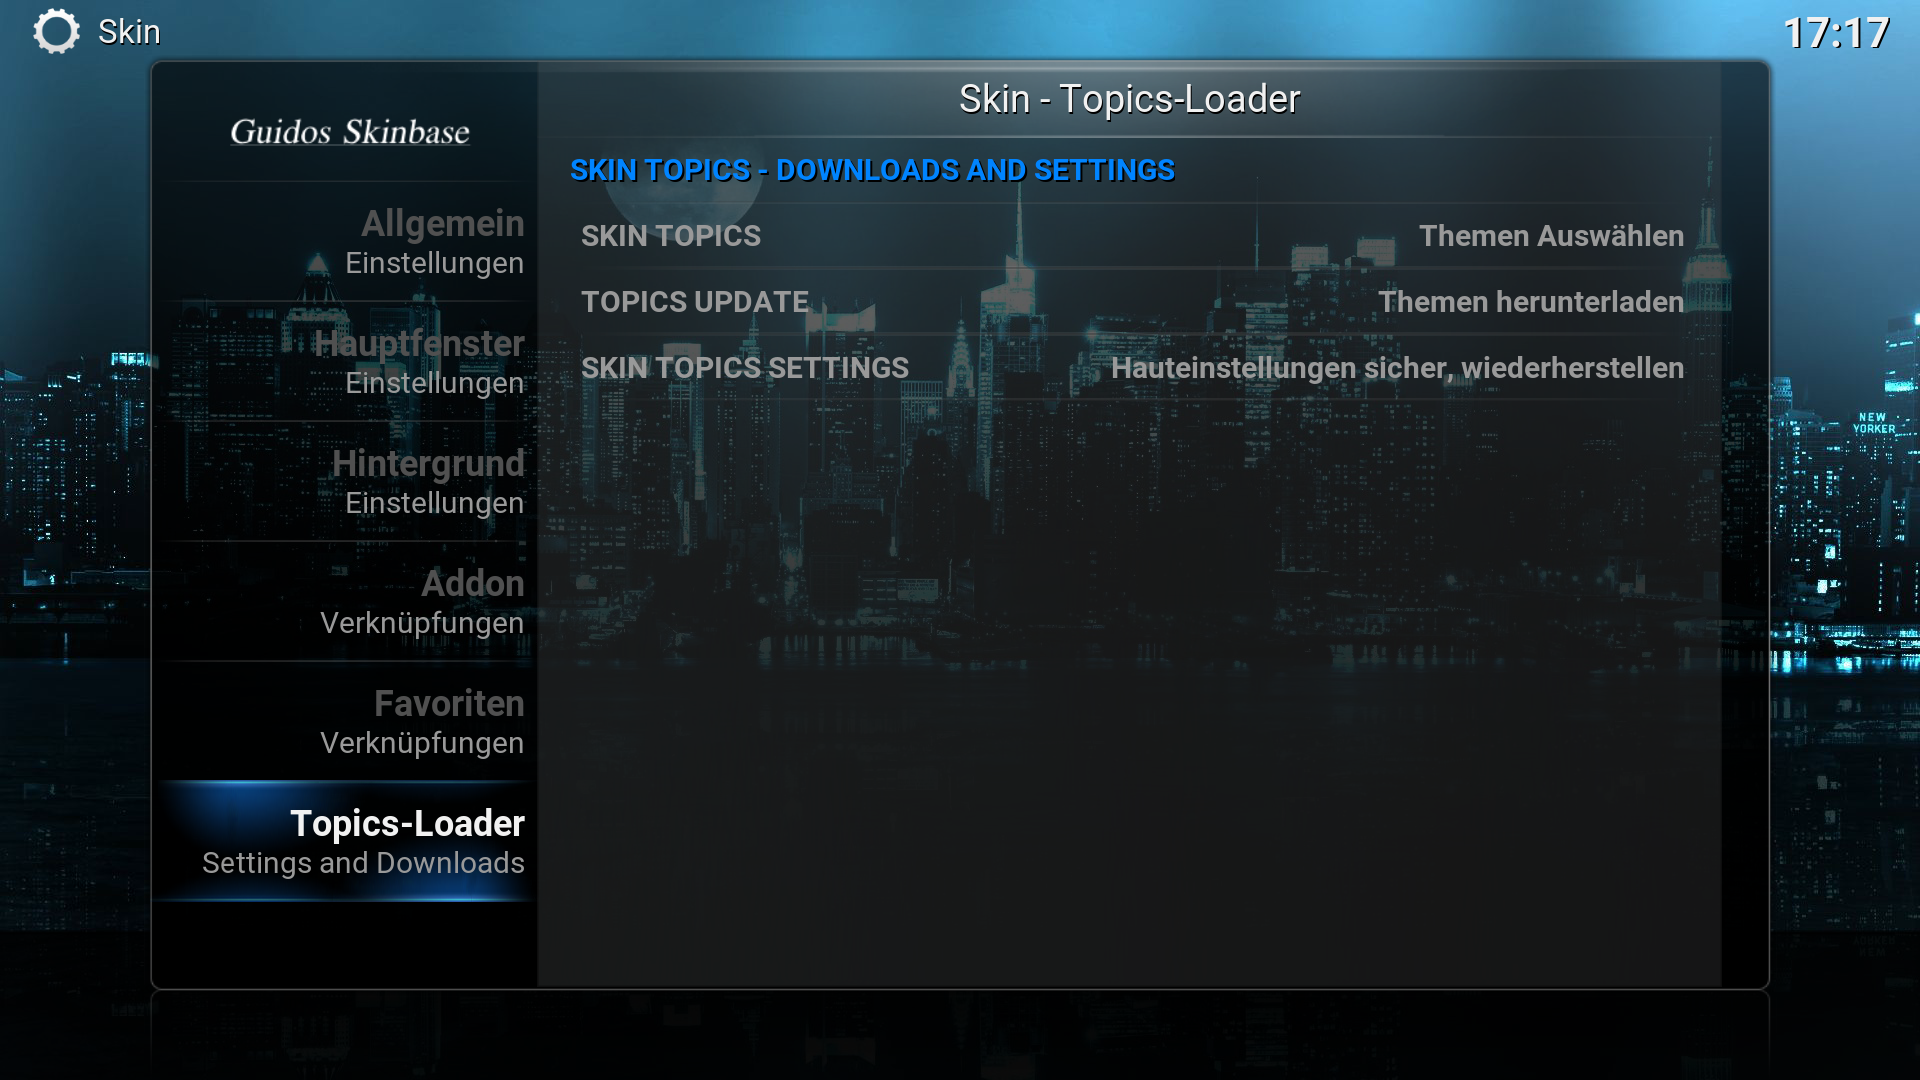 Skin
17:17
Guidos Skinbase
Skin - Topics-Loader
SKIN TOPICS - DOWNLOADS AND SETTINGS
SKIN TOPICS Themen Auswählen
TOPICS UPDATE Themen herunterladen
SKIN TOPICS SETTINGS Hauteinstellungen sicher, wiederherstellen
Allgemein
Einstellungen
Hauptfenster
Einstellungen
Hintergrund
Einstellungen
Addon
Verknüpfungen
Favoriten
Verknüpfungen
Topics-Loader
Settings and Downloads
NEW
YORKER